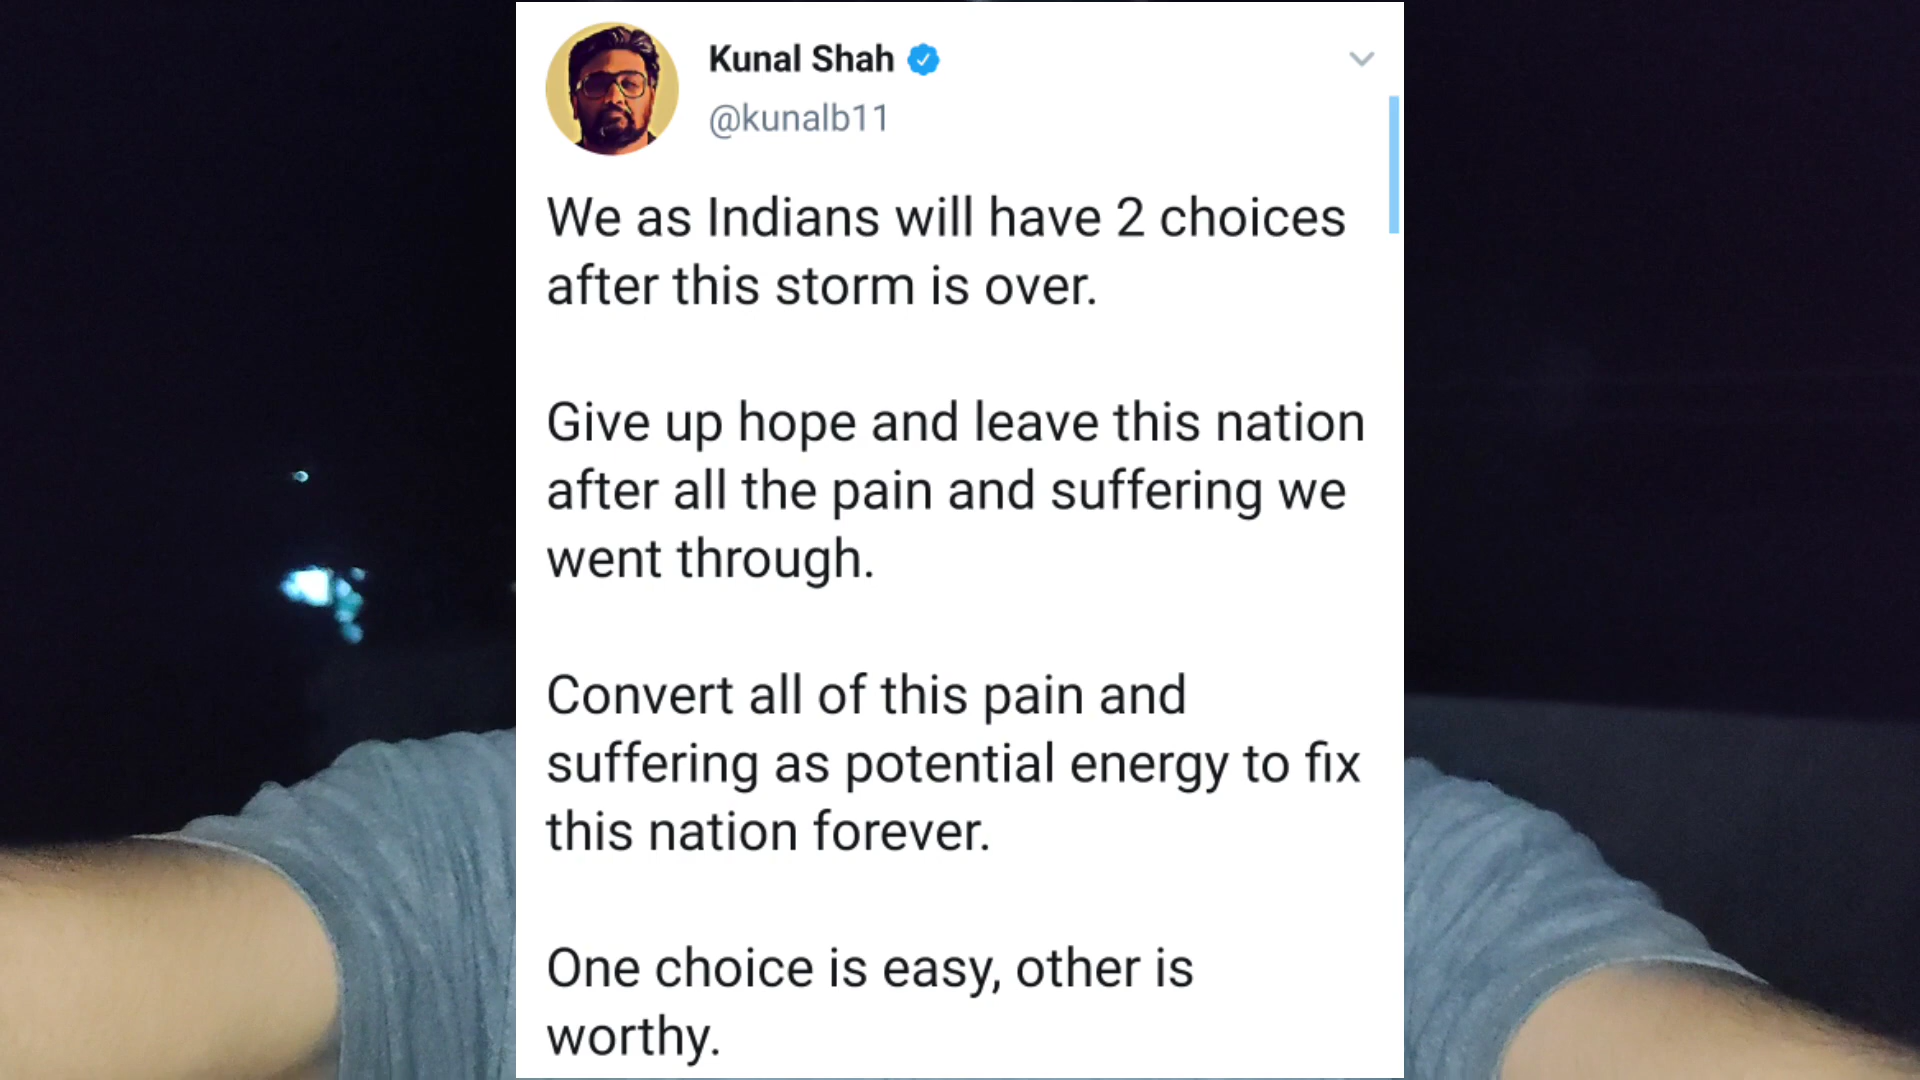 Kunal Shah
@kunalb11
We as Indians will have 2 choices
after this storm is over.
Give up hope and leave this nation
after all the pain and suffering we
went through.
Convert all of this pain and
suffering as potential energy to fix
this nation forever.
One choice is easy, other is
worthy.